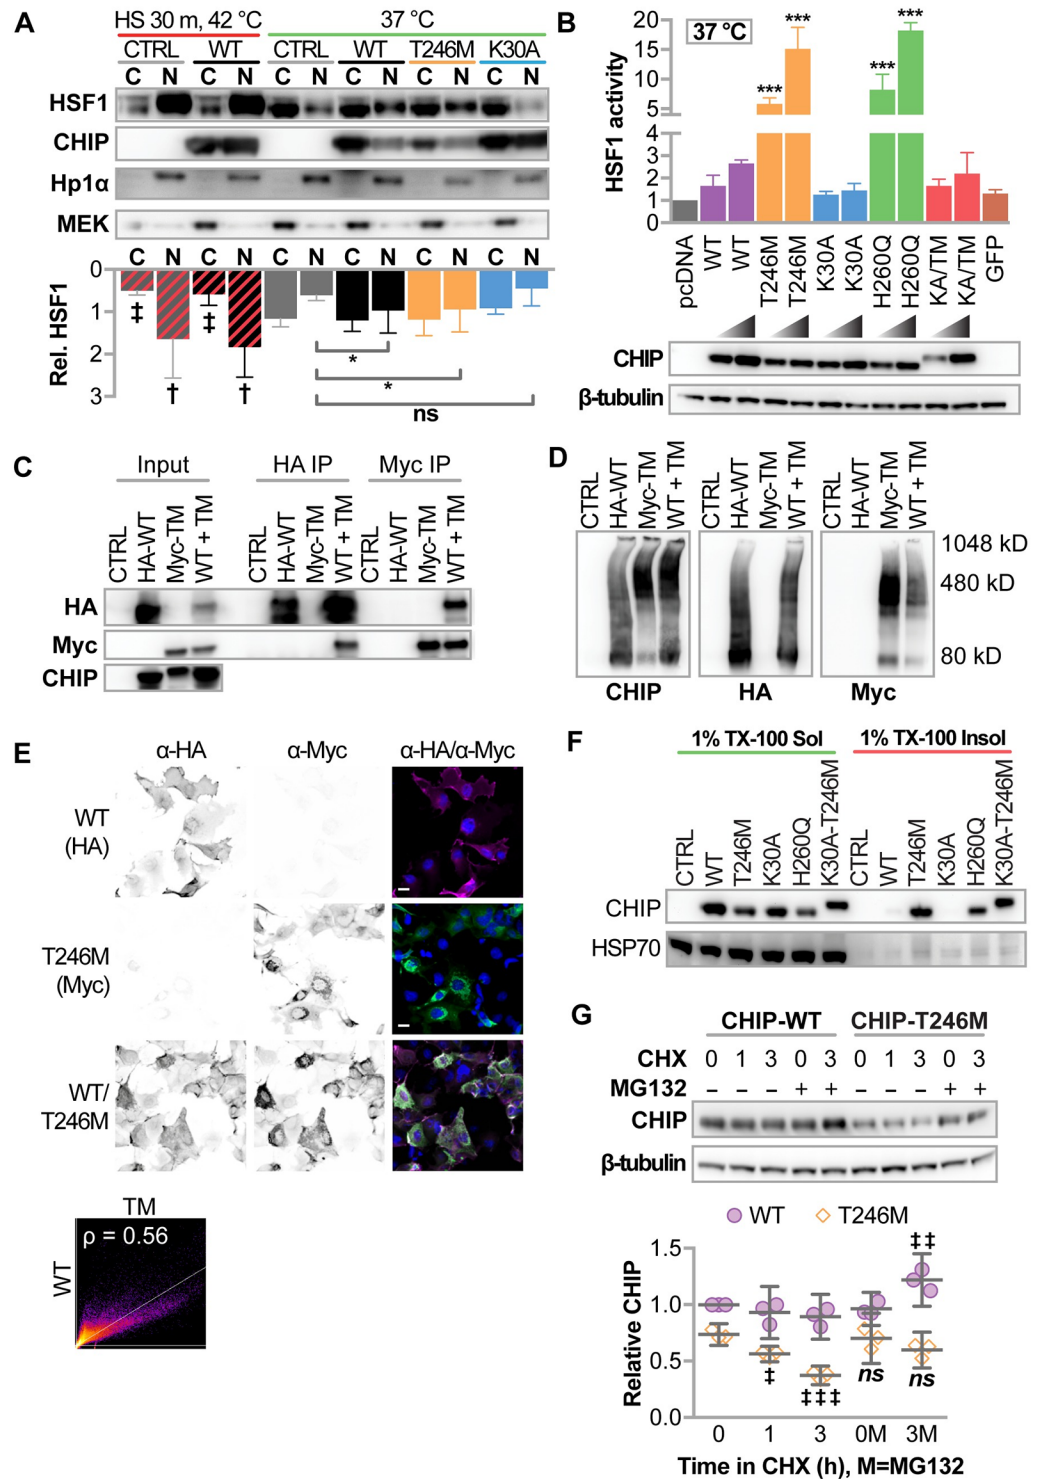 A
HS 30 m, 42 °C 37 °C
CTRL WT CTRL WT T246M K30A
C N C N C N C N C N C N
HSF1
CHIP
Hp1α
MEK
C N C N C N C N C N C N
Rel. HSF1
0
1
2
3
‡ † ‡ †
*
*
ns
B
37 °C
HSF1 activity
20
15
10
5
4
3
2
1
0
*** *** *** ***
pcDNA WT WT T246M T246M K30A K30A H260Q H260Q KA/TM KA/TM GFP
CHIP
β-tubulin
C
Input HA IP Myc IP
CTRL HA-WT Myc-TM WT + TM CTRL HA-WT Myc-TM WT + TM CTRL HA-WT Myc-TM WT + TM
HA
Myc
CHIP
D
CTRL HA-WT Myc-TM WT + TM CTRL HA-WT Myc-TM WT + TM CTRL HA-WT Myc-TM WT + TM
1048 kD
480 kD
80 kD
CHIP HA Myc
E
α-HA α-Myc α-HA/α-Myc
WT
(HA)
T246M
(Myc)
WT/
T246M
TM
ρ = 0.56
WT
F
1% TX-100 Sol 1% TX-100 Insol
CTRL WT T246M K30A H260Q K30A-T246M CTRL WT T246M K30A H260Q K30A-T246M
CHIP
HSP70
G
CHIP-WT CHIP-T246M
CHX 0 1 3 0 3 0 1 3 0 3
MG132 – – – + + – – – + +
CHIP
β-tubulin
WT T246M
Relative CHIP
1.5
1.0
0.5
0.0
‡‡
‡
‡‡‡
ns
ns
0 1 3 0M 3M
Time in CHX (h), M=MG132